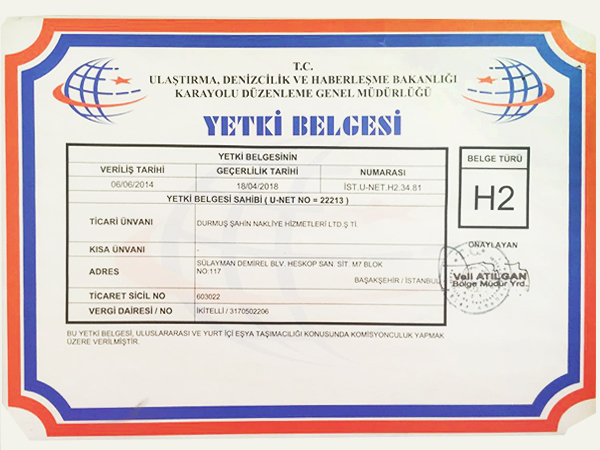 T.C.
ULAŞTIRMA, DENİZCİLİK VE HABERLEŞME BAKANLIĞI
KARAYOLU DÜZENLEME GENEL MÜDÜRLÜĞÜ
YETKİ BELGESİ
YETKİ BELGESİNİN
VERİLİŞ TARİHİ GEÇERLİLİK TARİHİ NUMARASI
06/06/2014 18/04/2018 İST.U-NET.H2.34.81
YETKİ BELGESİ SAHİBİ ( U-NET NO = 22213 )
TİCARİ ÜNVANI DURMUŞ ŞAHİN NAKLİYE HİZMETLERİ LTD Ş Tİ.
KISA ÜNVANI -
ADRES SÜLAYMAN DEMİREL BLV. HESKOP SAN. SİT. M7 BLOK
NO:117
BAŞAKŞEHİR / İSTANBUL
TİCARET SİCİL NO 603022
VERGİ DAİRESİ / NO İKİTELLİ / 3170502206
BU YETKİ BELGESİ, ULUSLARARASI VE YURT İÇİ EŞYA TAŞIMACILIĞI KONUSUNDA KOMİSYONCULUK YAPMAK
ÜZERE VERİLMİŞTİR.
BELGE TÜRÜ
H2
ONAYLAYAN
Veli ATILGAN
Bölge Müdür Yrd.